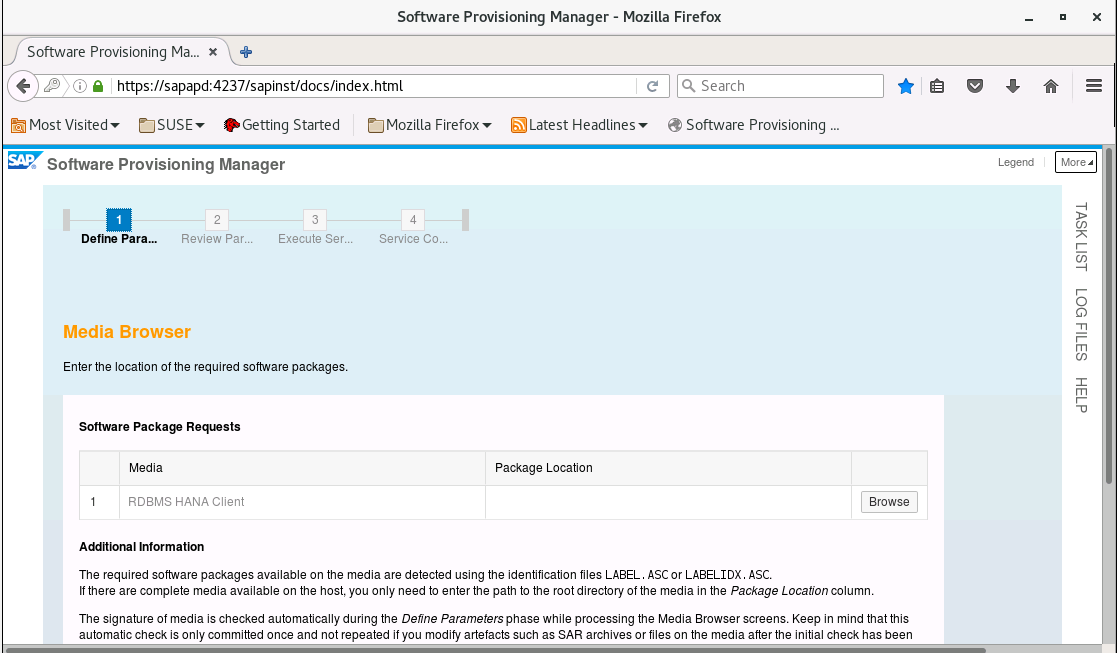 Software Provisioning Manager - Mozilla Firefox
Software Provisioning Ma...
https://sapapd:4237/sapinst/docs/index.html
Search
Most Visited
SUSE
Getting Started
Mozilla Firefox
Latest Headlines
Software Provisioning ...
SAP
Software Provisioning Manager
Legend
More
1
2
3
4
Define Para...
Review Par...
Execute Ser...
Service Co...
TASK LIST
LOG FILES
HELP
Media Browser
Enter the location of the required software packages.
Software Package Requests
Media
Package Location
1
RDBMS HANA Client
Browse
Additional Information
The required software packages available on the media are detected using the identification files LABEL.ASC or LABELIDX.ASC.
If there are complete media available on the host, you only need to enter the path to the root directory of the media in the Package Location column.
The signature of media is checked automatically during the Define Parameters phase while processing the Media Browser screens. Keep in mind that this
automatic check is only committed once and not repeated if you modify artefacts such as SAR archives or files on the media after the initial check has been